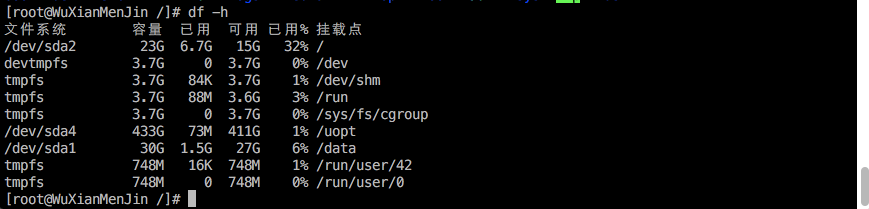 [root@WuXianMenJin /]# df -h
文件系统 容量 已用 可用 已用% 挂载点
/dev/sda2 23G 6.7G 15G 32% /
devtmpfs 3.7G 0 3.7G 0% /dev
tmpfs 3.7G 84K 3.7G 1% /dev/shm
tmpfs 3.7G 88M 3.6G 3% /run
tmpfs 3.7G 0 3.7G 0% /sys/fs/cgroup
/dev/sda4 433G 73M 411G 1% /uopt
/dev/sda1 30G 1.5G 27G 6% /data
tmpfs 748M 16K 748M 1% /run/user/42
tmpfs 748M 0 748M 0% /run/user/0
[root@WuXianMenJin /]#